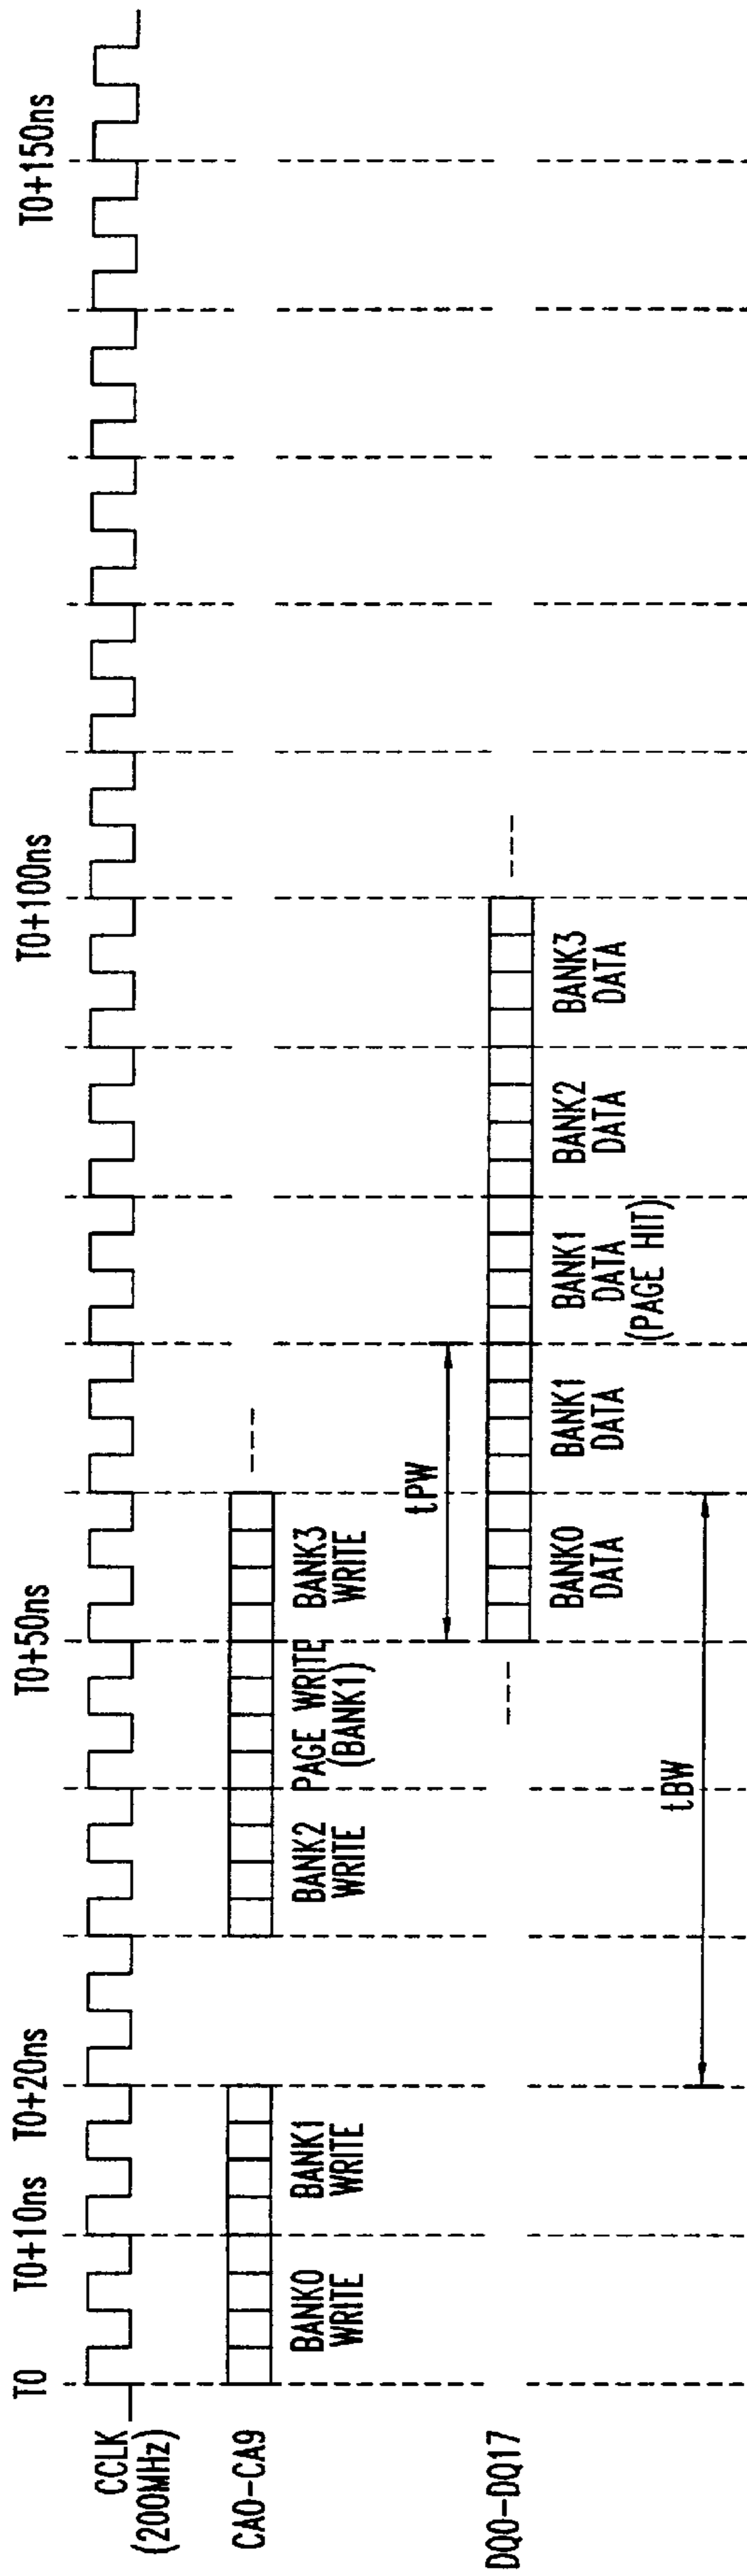 T0
T0+10ns
T0+20ns
T0+50ns
T0+100ns
T0+150ns
CCLK
(200MHz)
CA0-CA9
BANK0
WRITE
BANK1
WRITE
BANK2
WRITE
PAGE WRITE
(BANK1)
BANK3
WRITE
tPW
DQ0-DQ17
BANK0
DATA
BANK1
DATA
BANK1
DATA
(PAGE HIT)
BANK2
DATA
BANK3
DATA
tBW